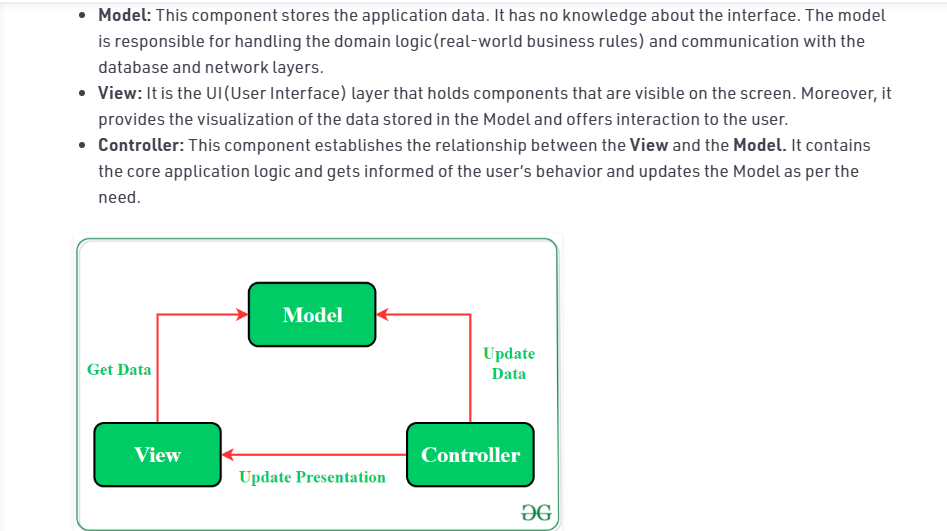 • Model: This component stores the application data. It has no knowledge about the interface. The model
is responsible for handling the domain logic(real-world business rules) and communication with the
database and network layers.
• View: It is the UI(User Interface) layer that holds components that are visible on the screen. Moreover, it
provides the visualization of the data stored in the Model and offers interaction to the user.
• Controller: This component establishes the relationship between the View and the Model. It contains
the core application logic and gets informed of the user's behavior and updates the Model as per the
need.
Model
Get Data
Update
Data
View
Controller
Update Presentation